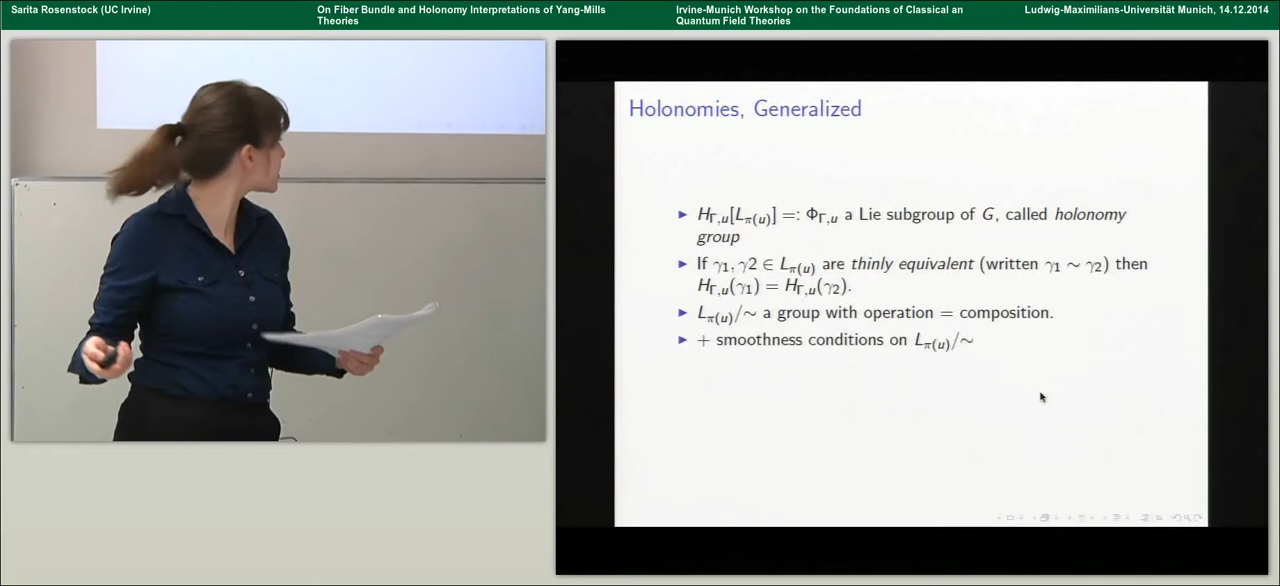 Sarita Rosenstock (UC Irvine)
On Fiber Bundle and Holonomy Interpretations of Yang-Mills
Theories
Irvine-Munich Workshop on the Foundations of Classical an
Quantum Field Theories
Ludwig-Maximilians-Universität Munich, 14.12.2014
Holonomies, Generalized
► H_{Γ,u}[L_{π(u)}] =: Φ_{Γ,u} a Lie subgroup of G, called holonomy
group
► If γ1, γ2 ∈ L_{π(u)} are thinly equivalent (written γ1 ∼ γ2) then
H_{Γ,u}(γ1) = H_{Γ,u}(γ2).
► L_{π(u)}/∼ a group with operation = composition.
► + smoothness conditions on L_{π(u)}/∼